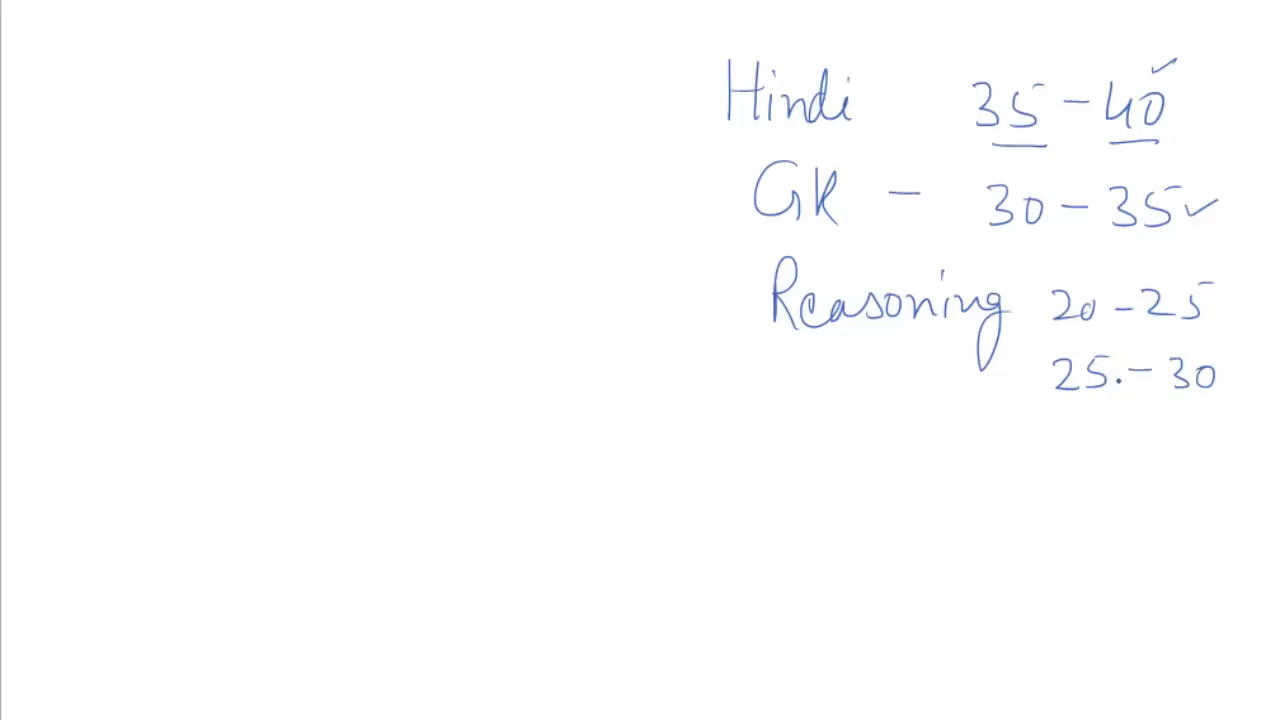 Hindi 35 - 40 ✓
GK - 30 - 35 ✓
Reasoning 20 - 25
25. - 30